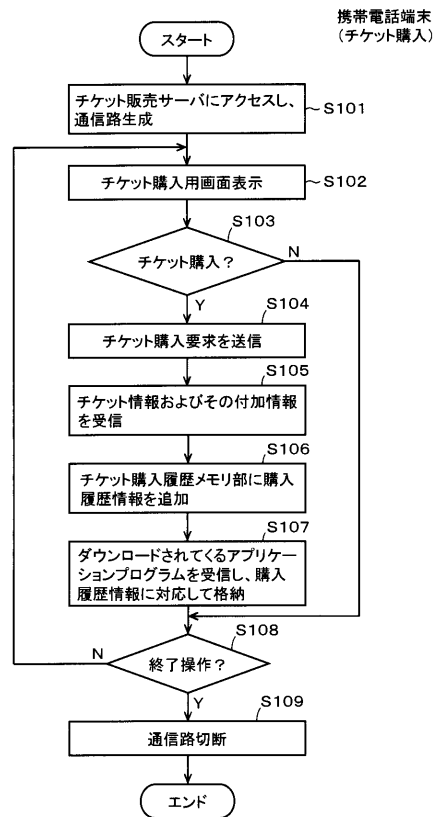 携帯電話端末
(チケット購入)
スタート
チケット販売サーバにアクセスし、
通信路生成
S101
チケット購入用画面表示
S102
S103
チケット購入?
N
Y
S104
チケット購入要求を送信
S105
チケット情報およびその付加情報
を受信
S106
チケット購入履歴メモリ部に購入
履歴情報を追加
S107
ダウンロードされてくるアプリケー
ションプログラムを受信し、購入
履歴情報に対応して格納
S108
終了操作?
N
Y
S109
通信路切断
エンド